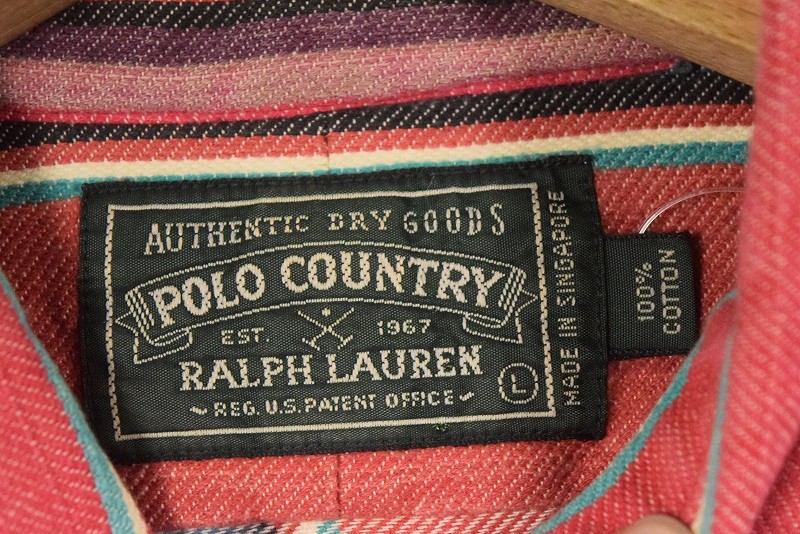 AUTHENTIC DRY GOODS
POLO COUNTRY
EST. 1967
RALPH LAUREN
REG. U.S. PATENT OFFICE
L
MADE IN SINGAPORE
100%
COTTON